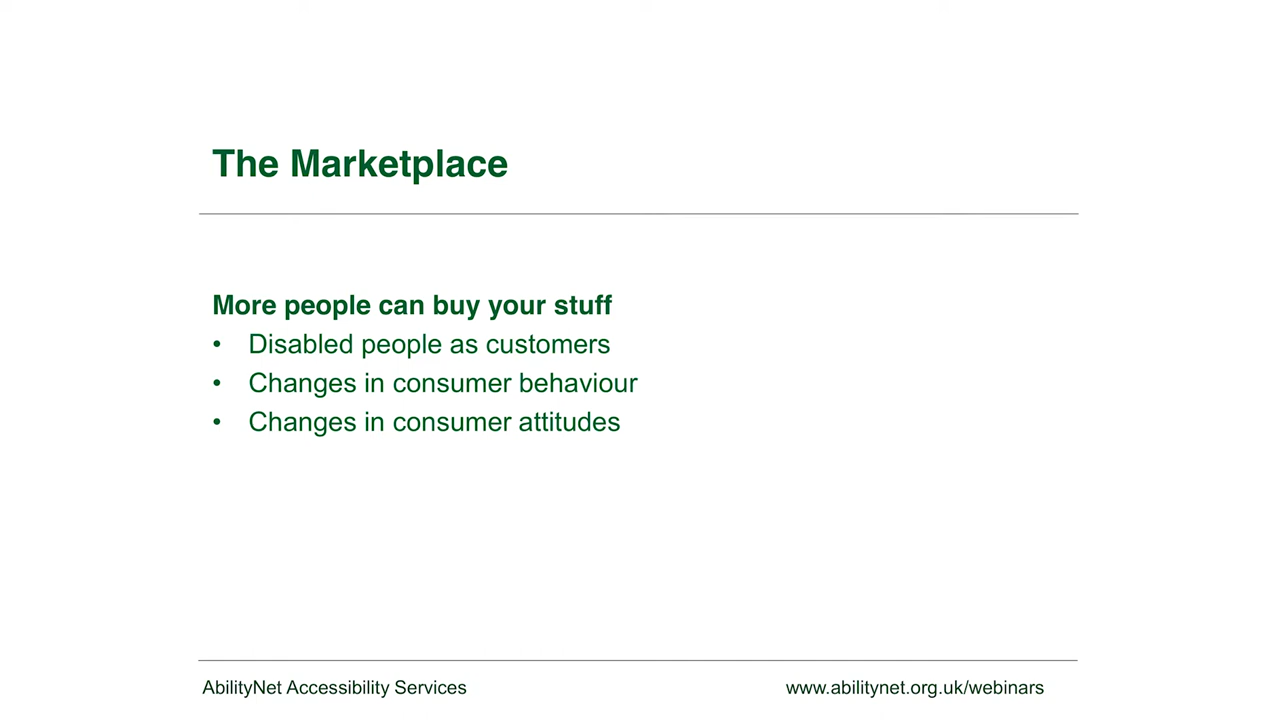 The Marketplace
More people can buy your stuff
• Disabled people as customers
• Changes in consumer behaviour
• Changes in consumer attitudes
AbilityNet Accessibility Services
www.abilitynet.org.uk/webinars